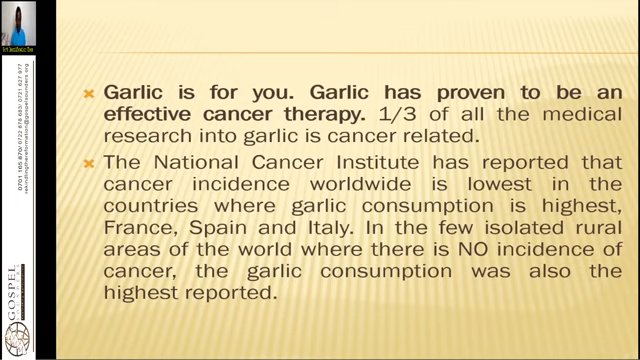 Garlic is for you. Garlic has proven to be an
effective cancer therapy. 1/3 of all the medical
research into garlic is cancer related.
The National Cancer Institute has reported that
cancer incidence worldwide is lowest in the
countries where garlic consumption is highest,
France, Spain and Italy. In the few isolated rural
areas of the world where there is NO incidence of
cancer, the garlic consumption was also the
highest reported.
GOSPEL
SOUNDERS